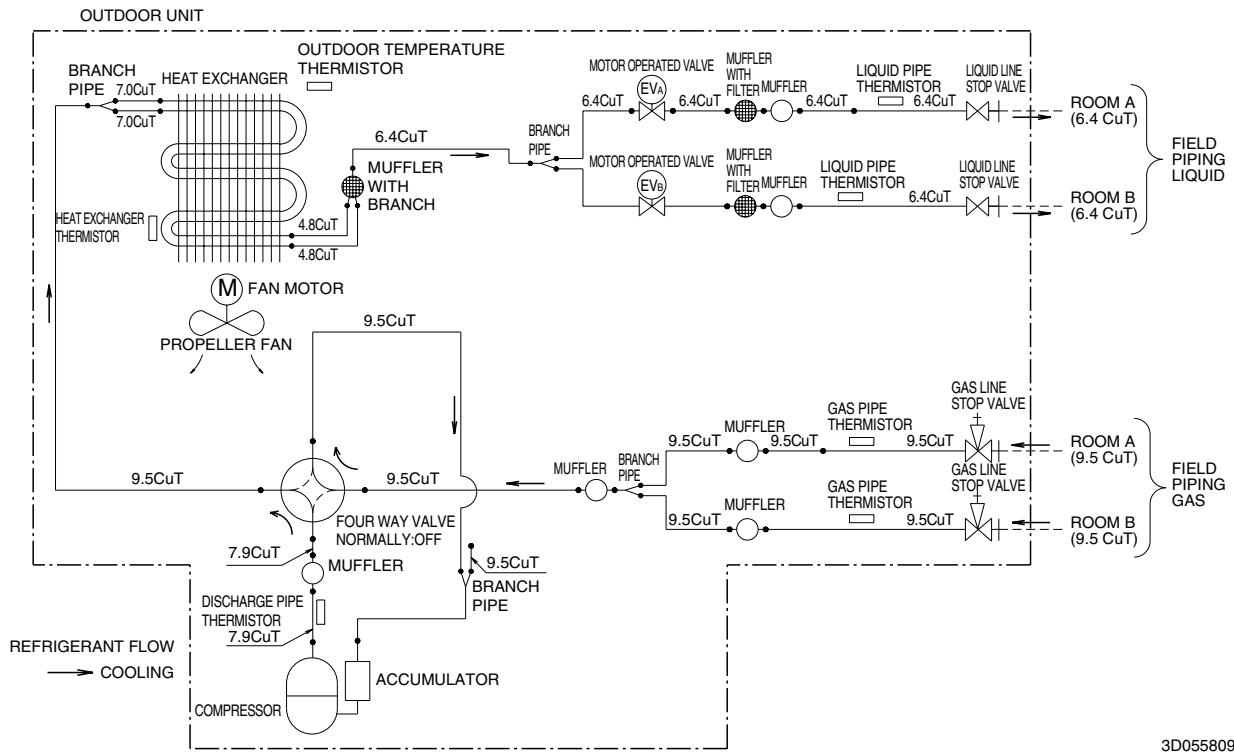 OUTDOOR UNIT
OUTDOOR TEMPERATURE
THERMISTOR
BRANCH
PIPE
HEAT EXCHANGER
7.0CuT
7.0CuT
HEAT EXCHANGER
THERMISTOR
4.8CuT
4.8CuT
6.4CuT
MUFFLER
WITH
BRANCH
M
FAN MOTOR
PROPELLER FAN
BRANCH
PIPE
MOTOR OPERATED VALVE
EVA
6.4CuT
6.4CuT
MUFFLER
WITH
FILTER
MUFFLER
6.4CuT
LIQUID PIPE
THERMISTOR
6.4CuT
LIQUID LINE
STOP VALVE
ROOM A
(6.4 CuT)
MOTOR OPERATED VALVE
EVB
MUFFLER
WITH
FILTER
MUFFLER
LIQUID PIPE
THERMISTOR
6.4CuT
LIQUID LINE
STOP VALVE
ROOM B
(6.4 CuT)
FIELD
PIPING
LIQUID
9.5CuT
9.5CuT
9.5CuT
FOUR WAY VALVE
NORMALLY:OFF
MUFFLER
BRANCH
PIPE
9.5CuT
MUFFLER
9.5CuT
GAS PIPE
THERMISTOR
9.5CuT
GAS LINE
STOP VALVE
ROOM A
(9.5 CuT)
9.5CuT
MUFFLER
GAS PIPE
THERMISTOR
9.5CuT
GAS LINE
STOP VALVE
ROOM B
(9.5 CuT)
FIELD
PIPING
GAS
7.9CuT
MUFFLER
9.5CuT
BRANCH
PIPE
DISCHARGE PIPE
THERMISTOR
7.9CuT
ACCUMULATOR
COMPRESSOR
REFRIGERANT FLOW
COOLING
3D055809